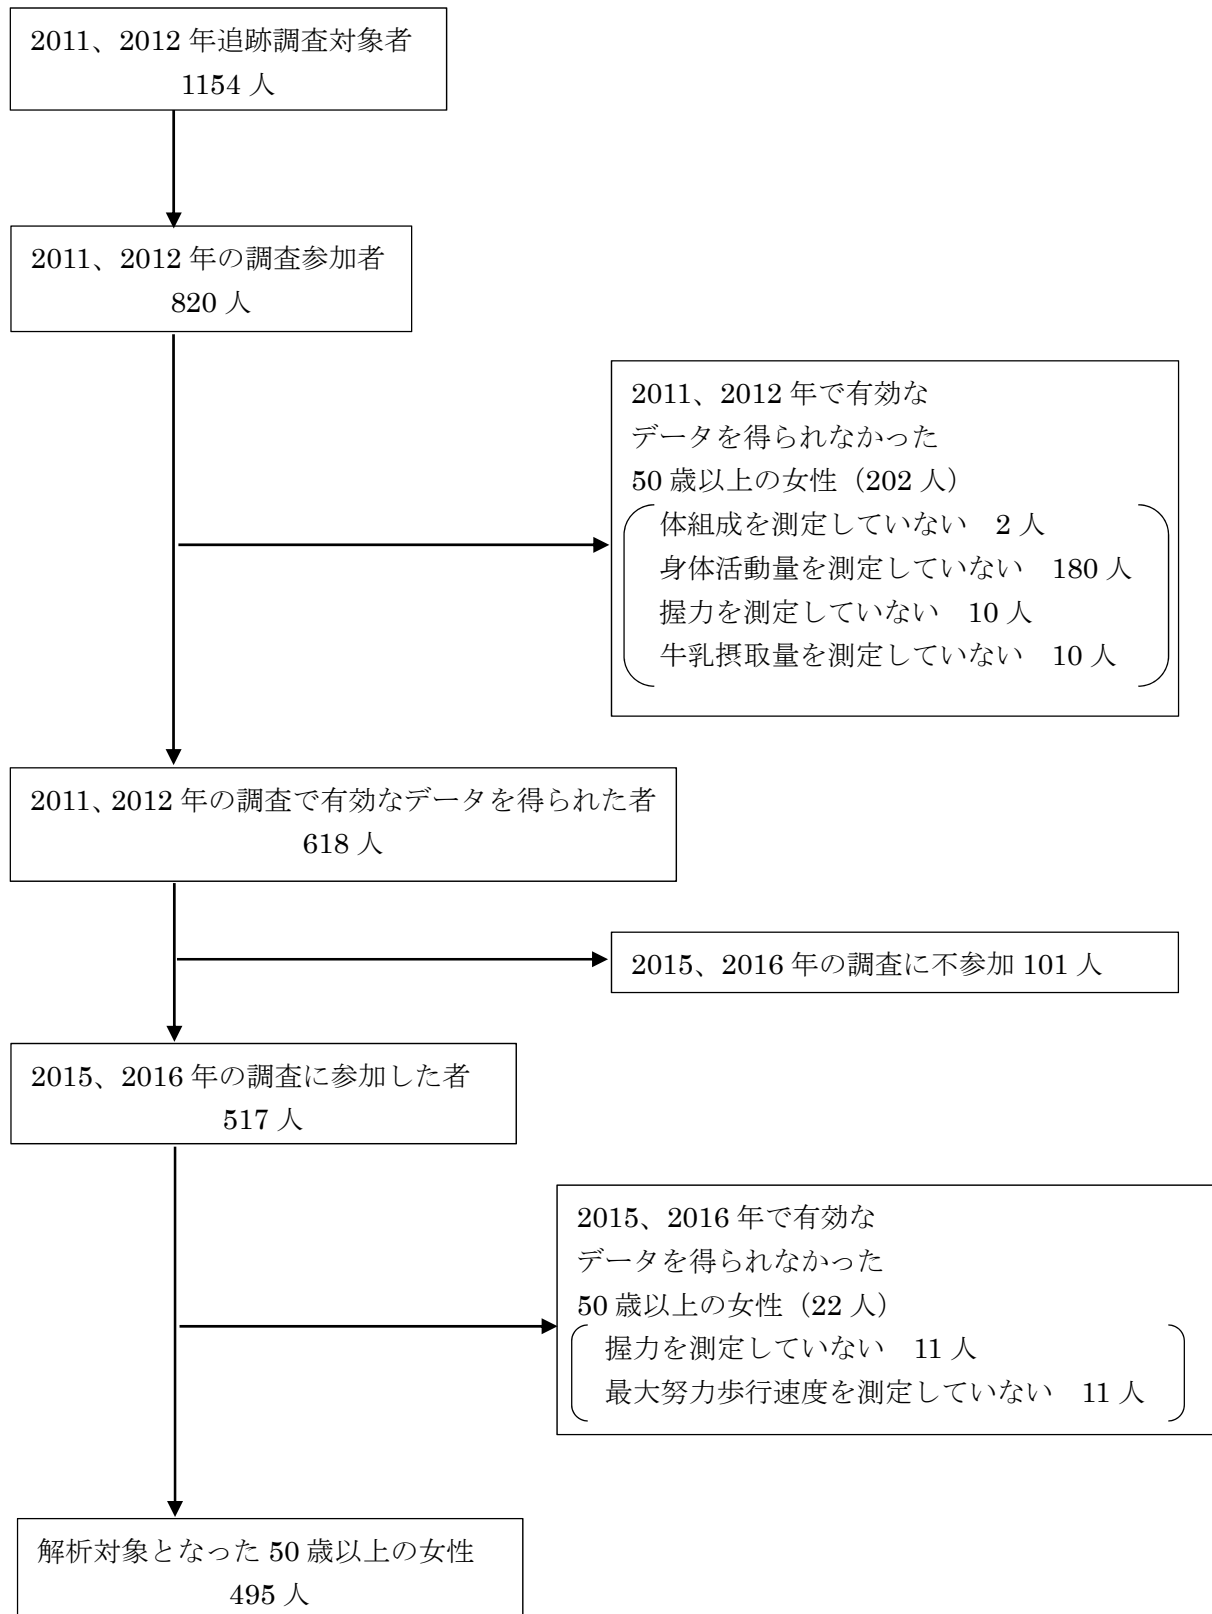 2011、2012 年追跡調査対象者
1154 人
2011、2012 年の調査参加者
820 人
2011、2012 年で有効な
データを得られなかった
50 歳以上の女性（202 人）
体組成を測定していない　2 人
身体活動量を測定していない　180 人
握力を測定していない　10 人
牛乳摂取量を測定していない　10 人
2011、2012 年の調査で有効なデータを得られた者
618 人
2015、2016 年の調査に不参加 101 人
2015、2016 年の調査に参加した者
517 人
2015、2016 年で有効な
データを得られなかった
50 歳以上の女性（22 人）
握力を測定していない　11 人
最大努力歩行速度を測定していない　11 人
解析対象となった 50 歳以上の女性
495 人